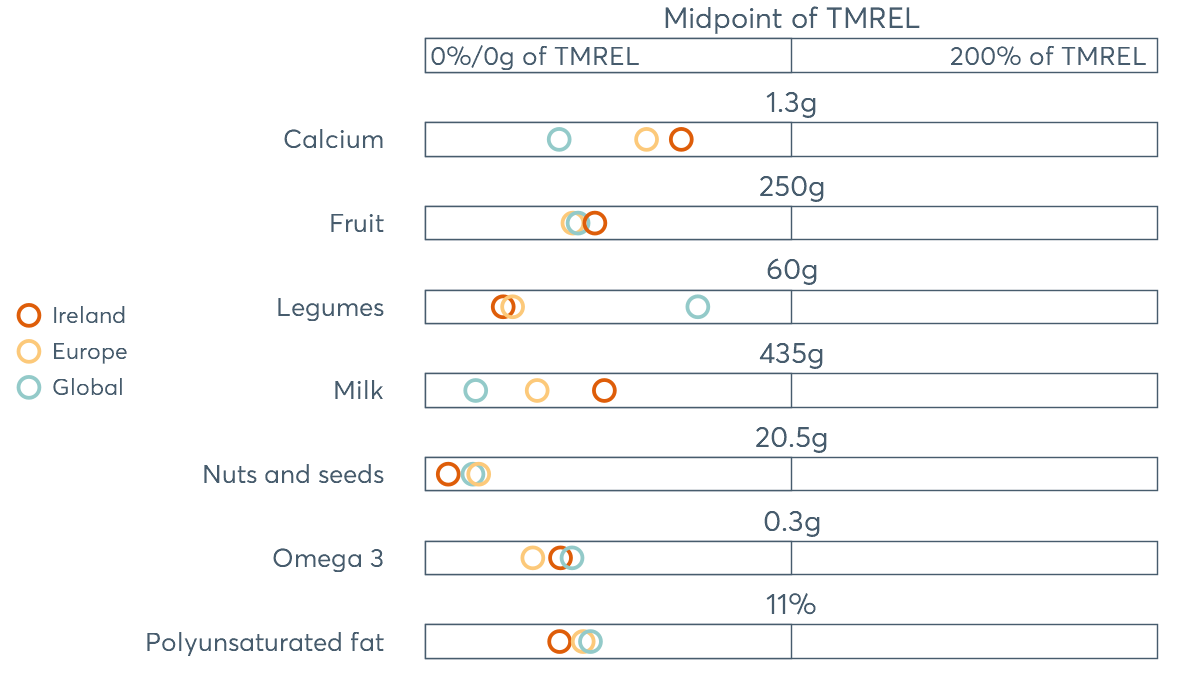 Midpoint of TMREL
0%/0g of TMREL
200% of TMREL
1.3g
Calcium
250g
Fruit
60g
Legumes
435g
Milk
20.5g
Nuts and seeds
0.3g
Omega 3
11%
Polyunsaturated fat
Ireland
Europe
Global